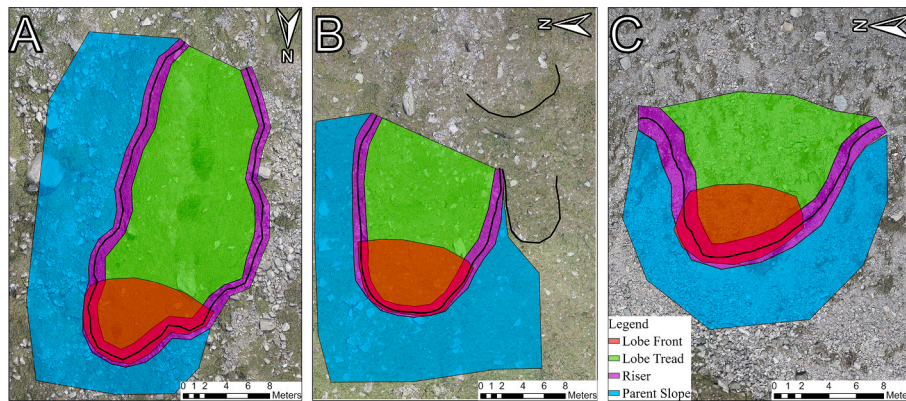 A
N
0 1 2 4 6 8
Meters
B
N
0 1 2 4 6 8
Meters
C
N
Legend
Lobe Front
Lobe Tread
Riser
Parent Slope
0 1 2 4 6 8
Meters